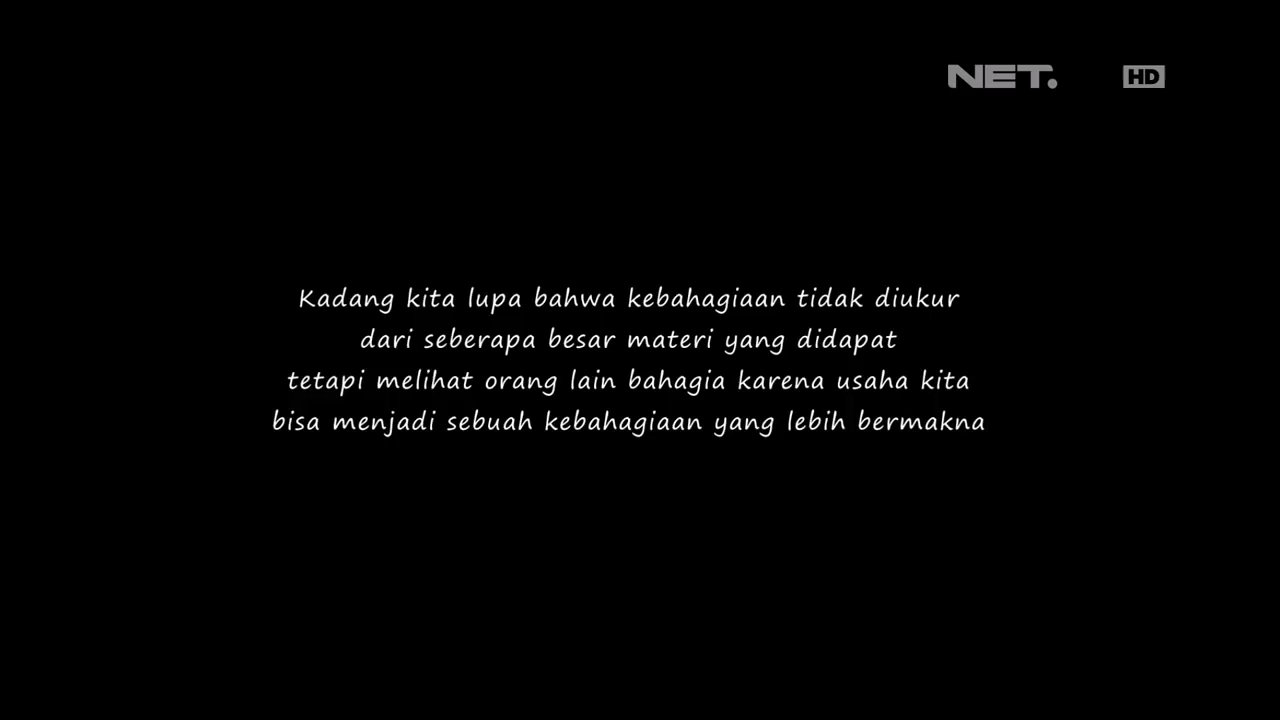 NET. HD
Kadang kita lupa bahwa kebahagiaan tidak diukur
dari seberapa besar materi yang didapat
tetapi melihat orang lain bahagia karena usaha kita
bisa menjadi sebuah kebahagiaan yang lebih bermakna